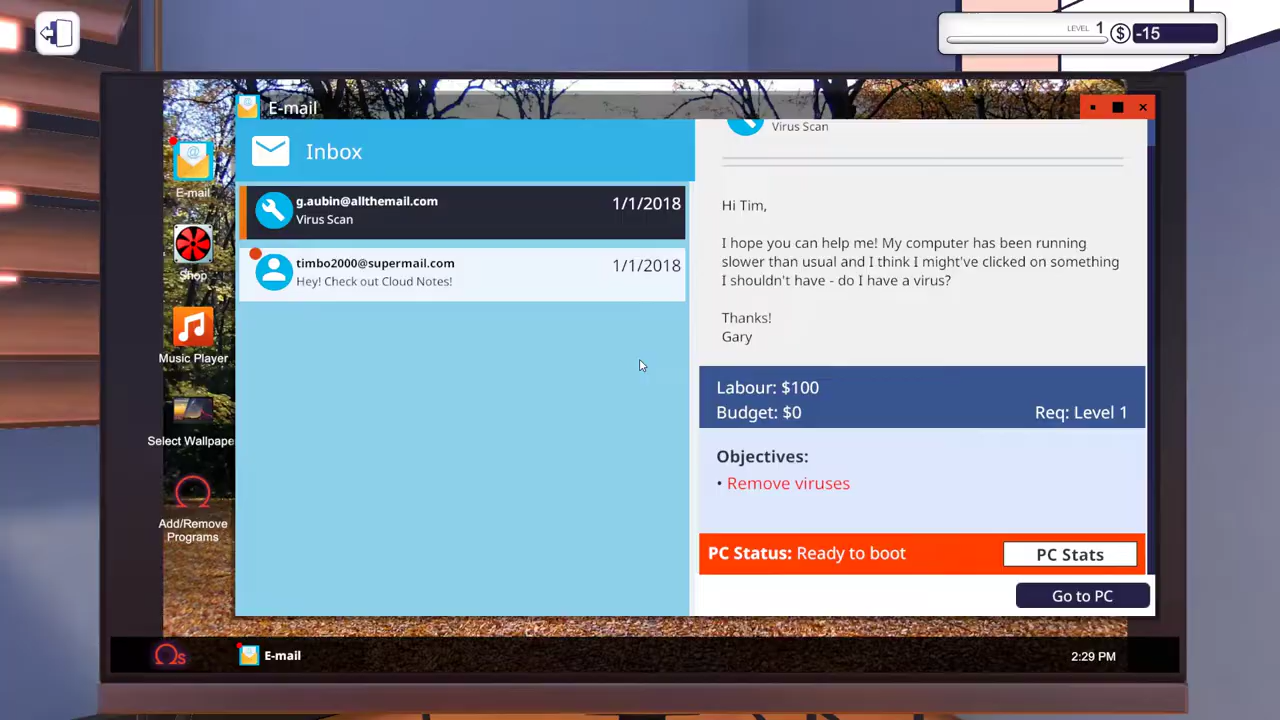 LEVEL 1 $ -15
E-mail
Inbox
g.aubin@allthemail.com 1/1/2018
Virus Scan
timbo2000@supermail.com 1/1/2018
Hey! Check out Cloud Notes!
E-mail
Shop
Music Player
Select Wallpape
Add/Remove
Programs
Virus Scan
Hi Tim,
I hope you can help me! My computer has been running
slower than usual and I think I might've clicked on something
I shouldn't have - do I have a virus?
Thanks!
Gary
Labour: $100
Budget: $0 Req: Level 1
Objectives:
• Remove viruses
PC Status: Ready to boot PC Stats
Go to PC
Ωs E-mail 2:29 PM